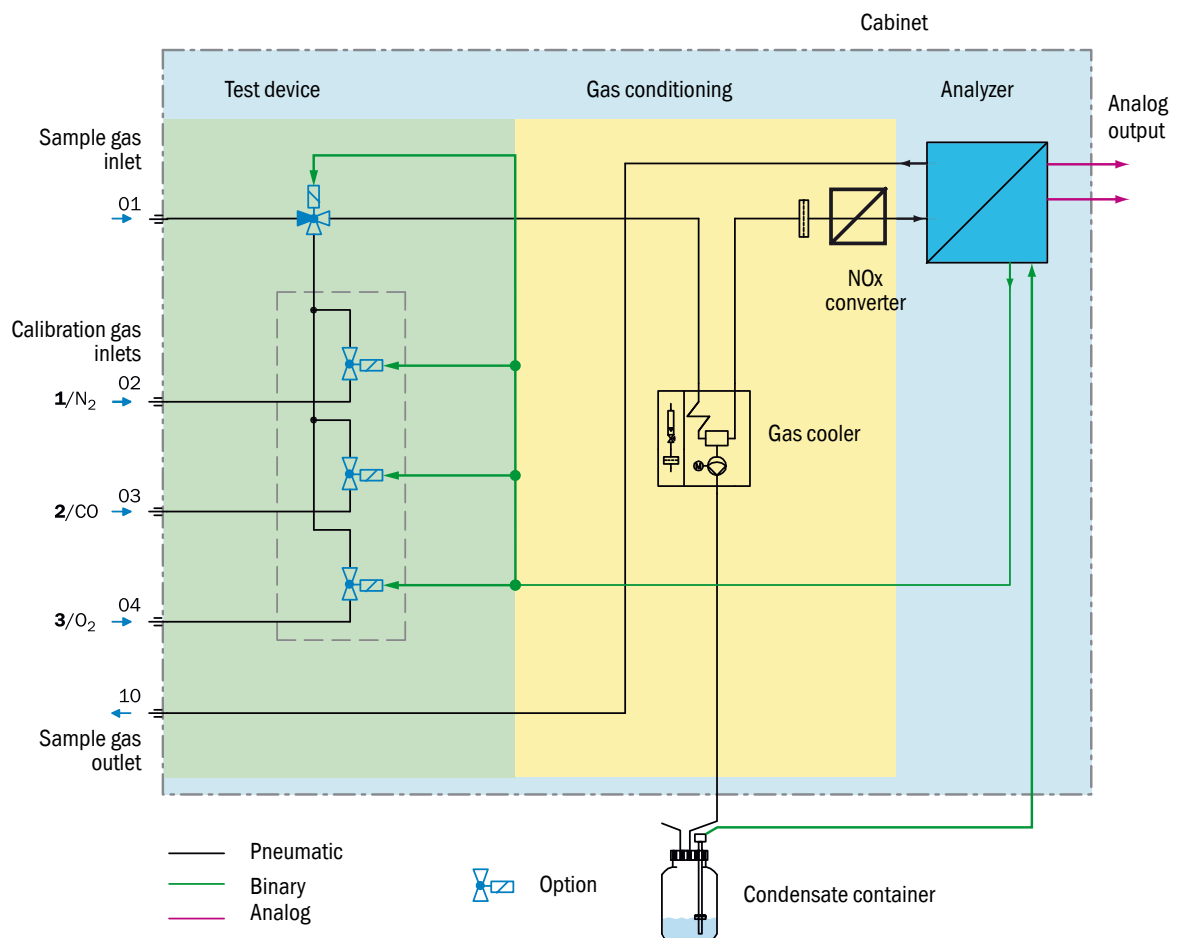 Cabinet
Test device
Gas conditioning
Analyzer
Analog
output
Sample gas
inlet
01
NOx
converter
Calibration gas
inlets
02
1/N₂
Gas cooler
M
03
2/CO
04
3/O₂
10
Sample gas
outlet
Pneumatic
Binary
Analog
Option
Condensate container